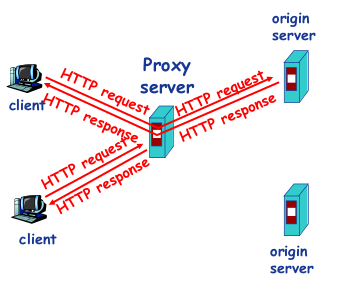 origin
server
Proxy
server
client
HTTP request
HTTP response
HTTP request
HTTP response
HTTP request
HTTP response
client
origin
server